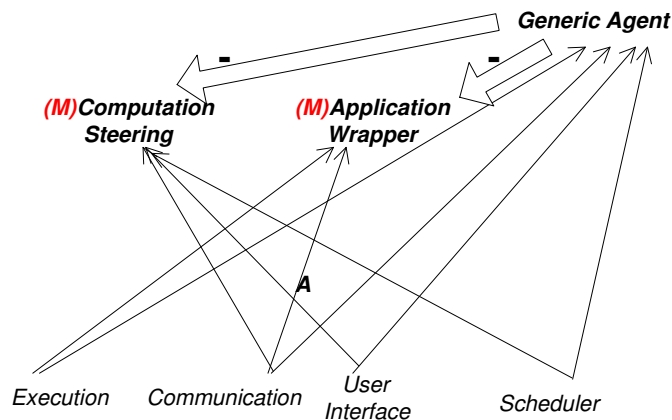 Generic Agent
-
-
(M)Computation
Steering
(M)Application
Wrapper
A
Execution
Communication
User
Interface
Scheduler